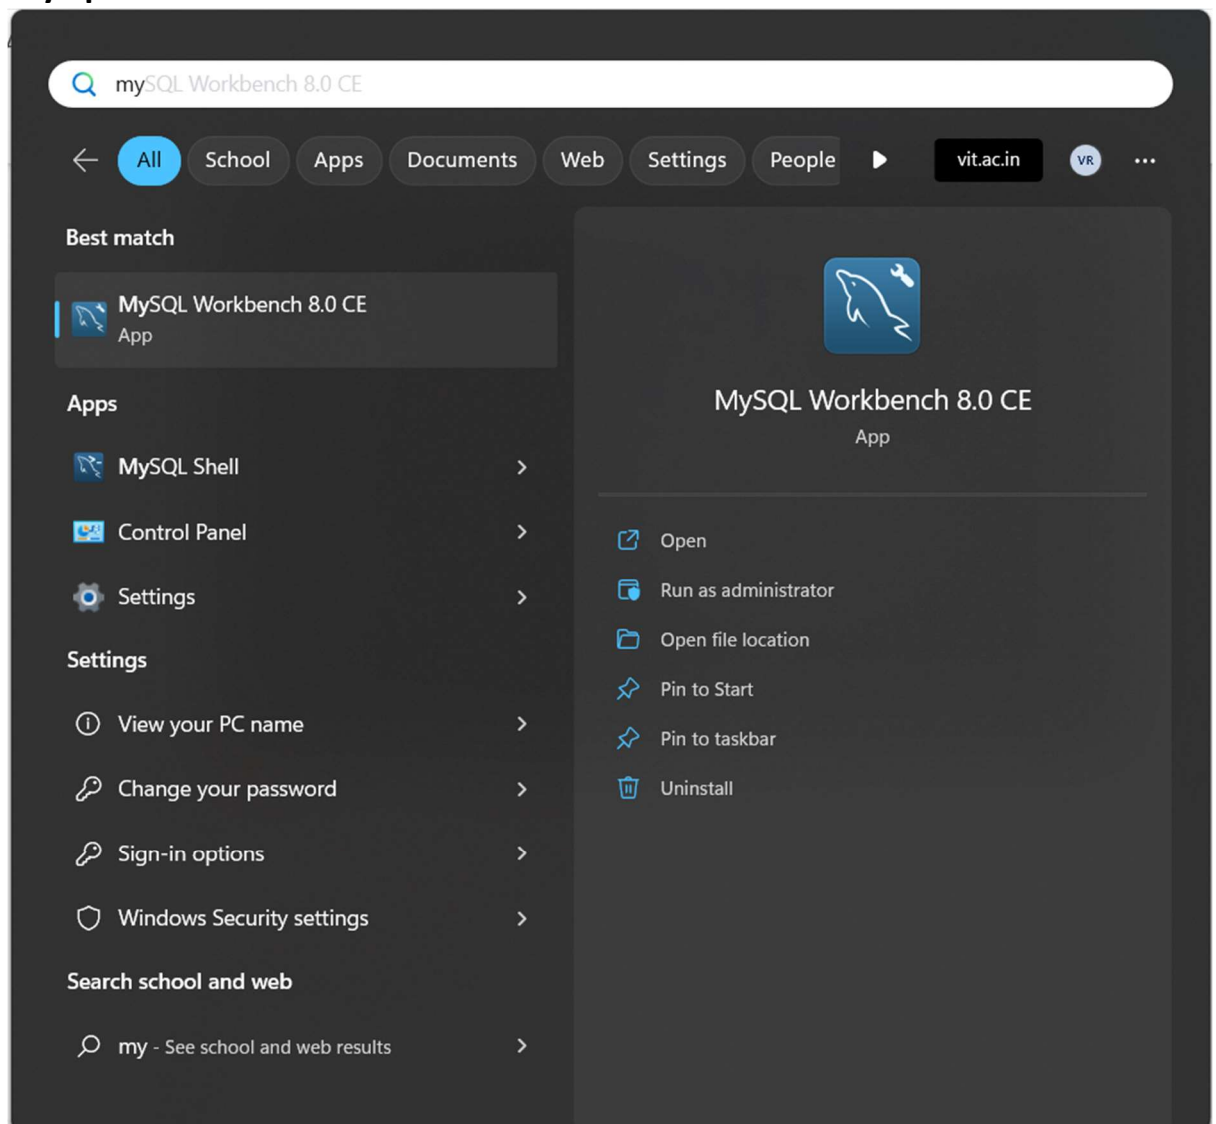 mySQL Workbench 8.0 CE
All School Apps Documents Web Settings People vit.ac.in VR
Best match
MySQL Workbench 8.0 CE
App
Apps
MySQL Shell
Control Panel
Settings
Settings
View your PC name
Change your password
Sign-in options
Windows Security settings
Search school and web
my - See school and web results
MySQL Workbench 8.0 CE
App
Open
Run as administrator
Open file location
Pin to Start
Pin to taskbar
Uninstall